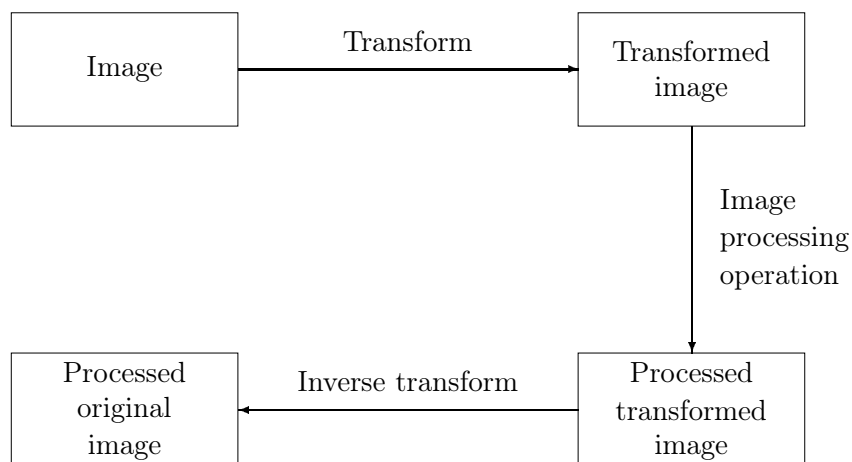 Image
Transform
Transformed
image
Image
processing
operation
Processed
original
image
Inverse transform
Processed
transformed
image